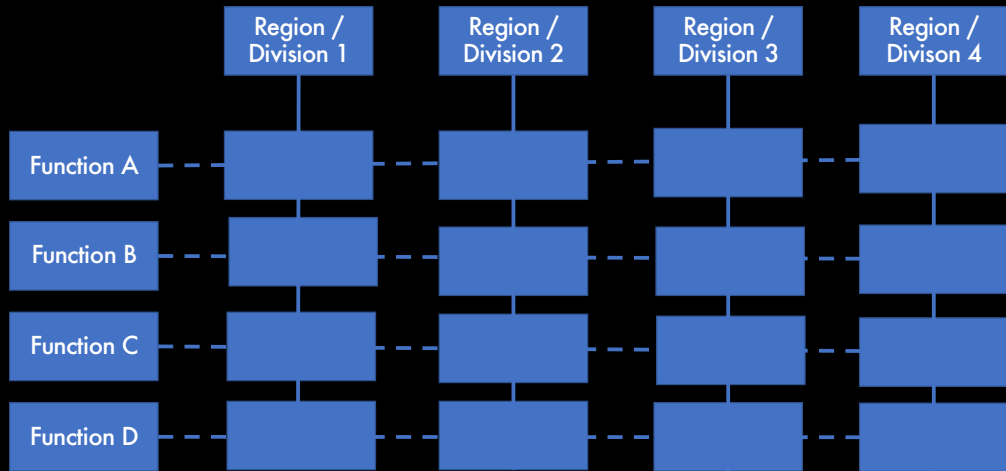 Region /
Division 1
Region /
Division 2
Region /
Division 3
Region /
Divison 4
Function A
Function B
Function C
Function D